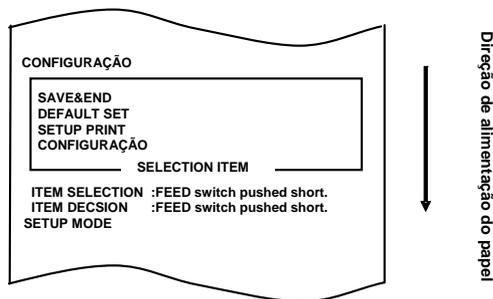 CONFIGURAÇÃO
SAVE&END
DEFAULT SET
SETUP PRINT
CONFIGURAÇÃO
SELECTION ITEM
ITEM SELECTION :FEED switch pushed short.
ITEM DECSION :FEED switch pushed short.
SETUP MODE
Direção de alimentação do papel